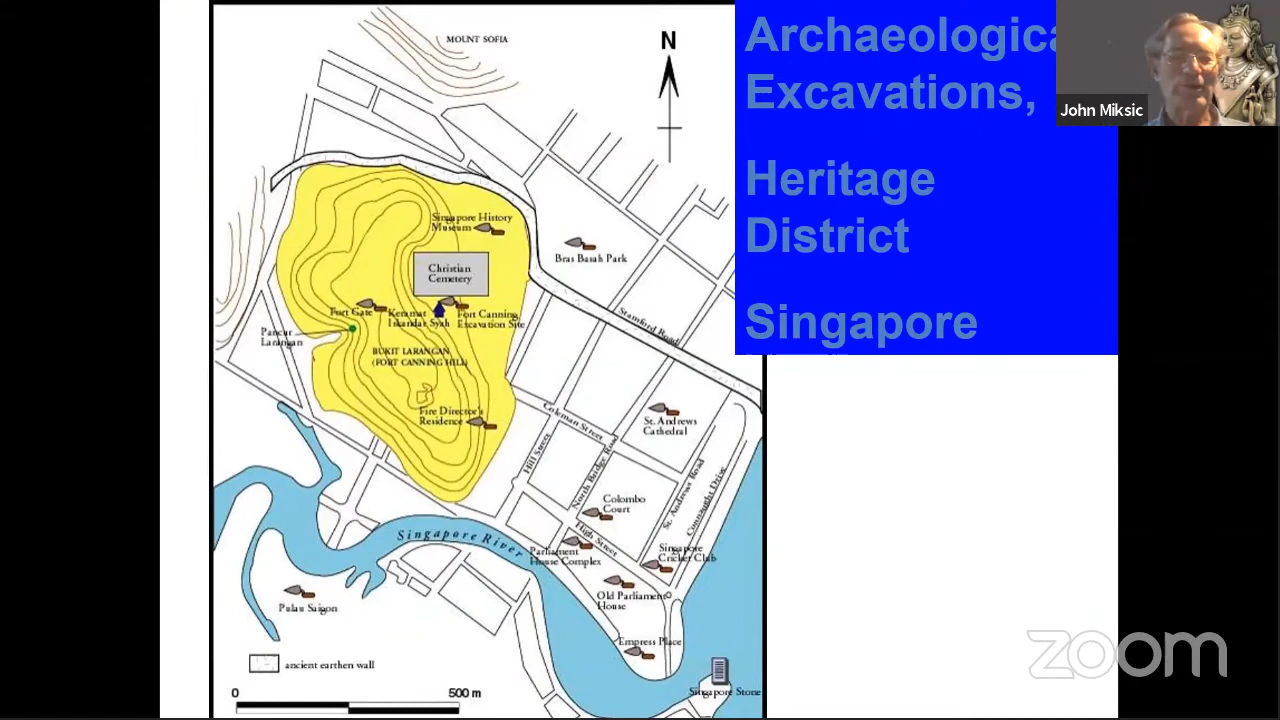 MOUNT SOFIA
N
Archaeologica
Excavations,
Heritage
District
Singapore
John Miksic
Singapore History
Museum
Bras Basah Park
Christian
Cemetery
Fort Gate
Keramat
Iskandar Syah
Fort Canning
Excavation Site
Pancur
Larangan
BUKIT LARANGAN
(FORT CANNING HILL)
Stamford Road
Fire Director's
Residence
Coleman Street
St. Andrews
Cathedral
Hill Street
North Bridge Road
St. Andrews Road
Connaught Drive
Colombo
Court
High Street
Singapore River
Parliament
House Complex
Singapore
Cricket Club
Old Parliament
House
Pulau Saigon
Empress Place
Singapore Stone
ancient earthen wall
0
500 m
zoom